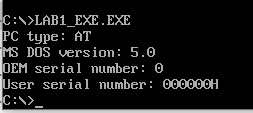 C:\>LAB1_EXE.EXE
PC type: AT
MS DOS version: 5.0
OEM serial number: 0
User serial number: 000000H
C:\>_